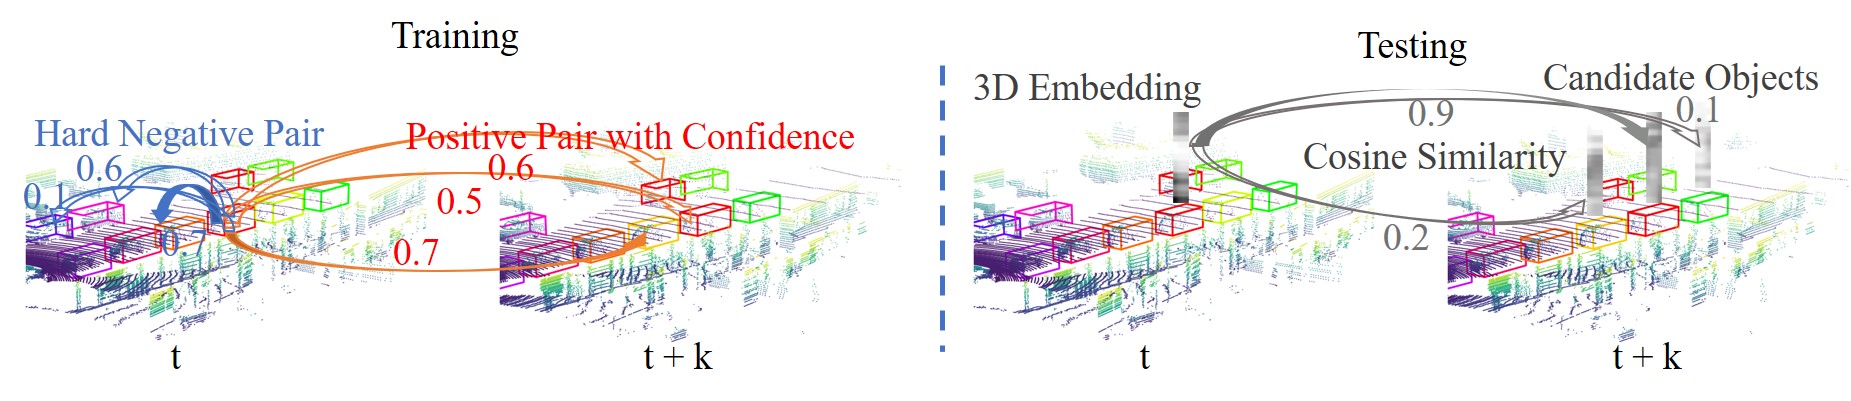 Training
Hard Negative Pair
0.6
0.1
0.7
Positive Pair with Confidence
0.6
0.5
0.7
t
t + k
Testing
3D Embedding
Candidate Objects
0.9
0.1
Cosine Similarity
0.2
t
t + k